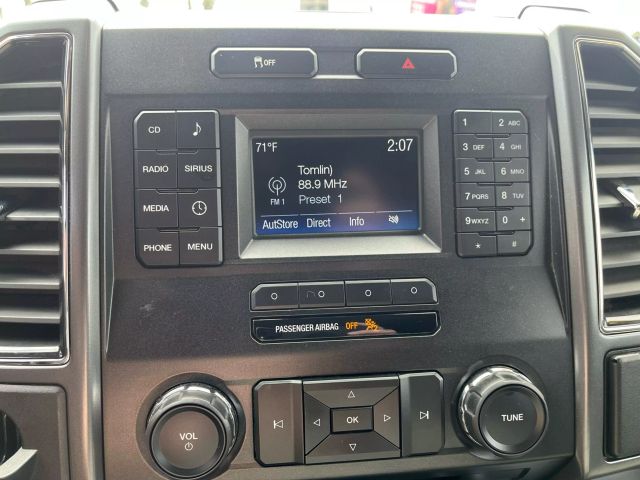 OFF
71°F 2:07
Tomlin)
88.9 MHz
FM 1 Preset 1
AutoStore Direct Info
CD
RADIO SIRIUS
MEDIA
PHONE MENU
1 2 ABC
3 DEF 4 GHI
5 JKL 6 MNO
7 PQRS 8 TUV
9 WXYZ 0 +
* #
PASSENGER AIRBAG OFF
VOL
OK
TUNE